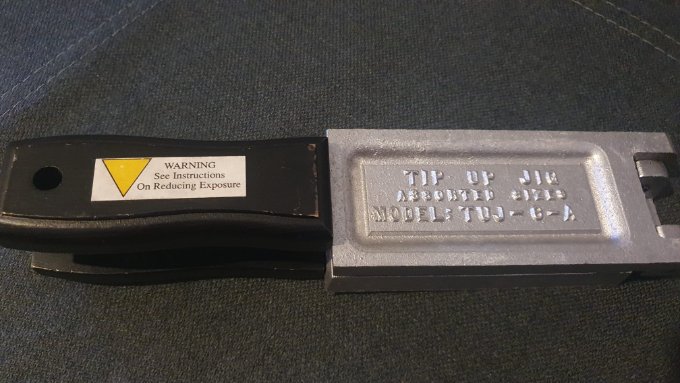 WARNING
See Instructions
On Reducing Exposure
TIP UP JIG
ASSORTED SIZES
MODEL: TUJ-6-A